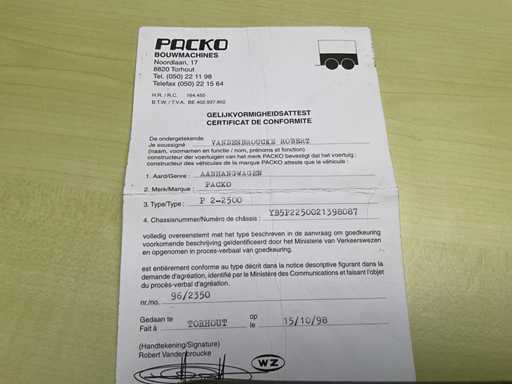 PACKO
BOUWMACHINES
Noordlaan, 17
8820 Torhout
Tel. (050) 22 11 98
Telefax (050) 22 15 64
H.R. / R.C. 164.455
B.T.W. / T.V.A. BE 402.937.802
GELIJKVORMIGHEIDSATTEST
CERTIFICAT DE CONFORMITE
De ondergetekende
Je soussigné VANDENBROUCKE ROBERT
(naam, voornamen en functie / nom, prénoms et fonction)
constructeur der voertuigen van het merk PACKO bevestigt dat het voertuig :
constructeur des véhicules de la marque PACKO atteste que le véhicule :
1. Aard/Genre : AANHANGWAGEN
2. Merk/Marque : PACKO
3. Type/Type : P 2-2500
4. Chassisnummer/Numéro de châssis : YB5P2250021398087
volledig overeenstemt met het type beschreven in de aanvraag om goedkeuring
voorkomende beschrijving geïdentificeerd door het Ministerie van Verkeerswezen
en opgenomen in proces-verbaal van goedkeuring.
est entièrement conforme au type décrit dans la notice descriptive figurant dans la
demande d'agréation, identifié par le Ministère des Communications et faisant l'objet
du procès-verbal d'agréation.
nr./no. 96/2350
Gedaan te op
Fait à TORHOUT le 15/10/98
(Handtekening/Signature)
Robert Vandenbroucke
WZ